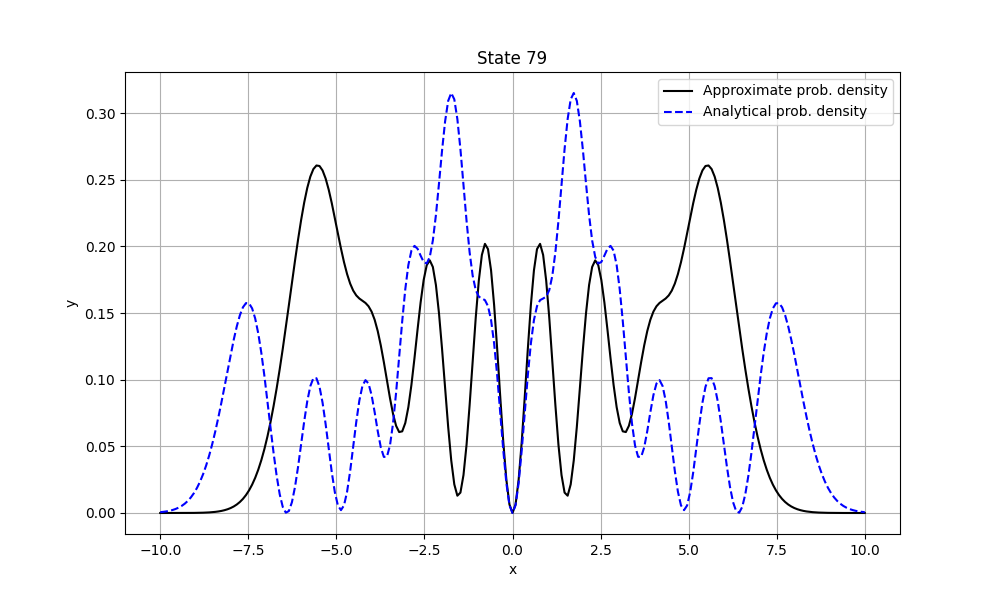 State 79
Approximate prob. density
Analytical prob. density
0.30
0.25
0.20
0.15
0.10
0.05
0.00
y
−10.0 −7.5 −5.0 −2.5 0.0 2.5 5.0 7.5 10.0
x